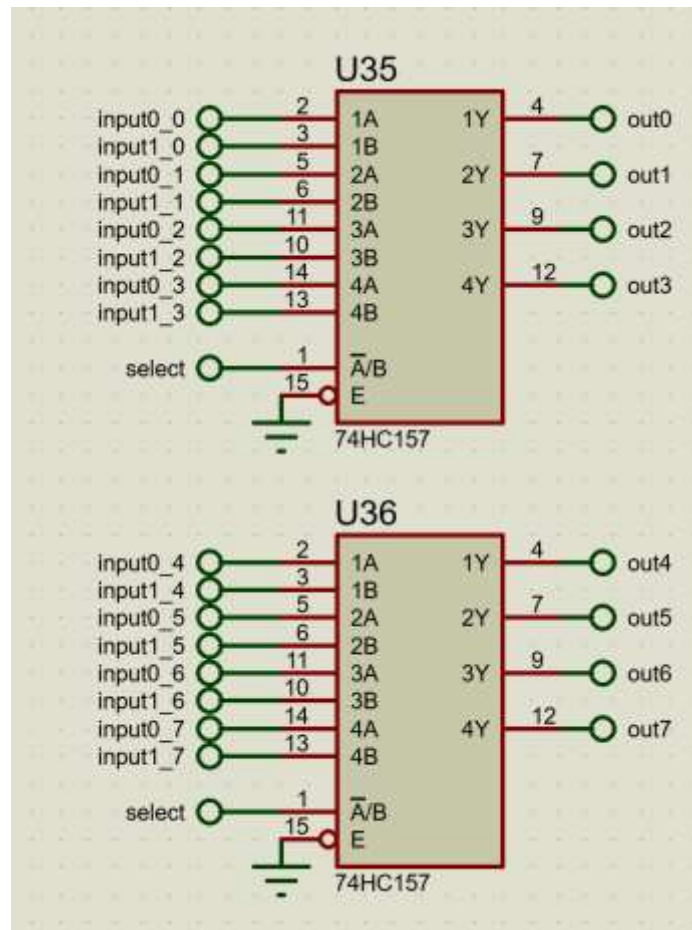 U35
input0_0 2 1A 1Y 4 out0
input1_0 3 1B
input0_1 5 2A 2Y 7 out1
input1_1 6 2B
input0_2 11 3A 3Y 9 out2
input1_2 10 3B
input0_3 14 4A 4Y 12 out3
input1_3 13 4B
select 1 A̅/B
15 E
74HC157
U36
input0_4 2 1A 1Y 4 out4
input1_4 3 1B
input0_5 5 2A 2Y 7 out5
input1_5 6 2B
input0_6 11 3A 3Y 9 out6
input1_6 10 3B
input0_7 14 4A 4Y 12 out7
input1_7 13 4B
select 1 A̅/B
15 E
74HC157